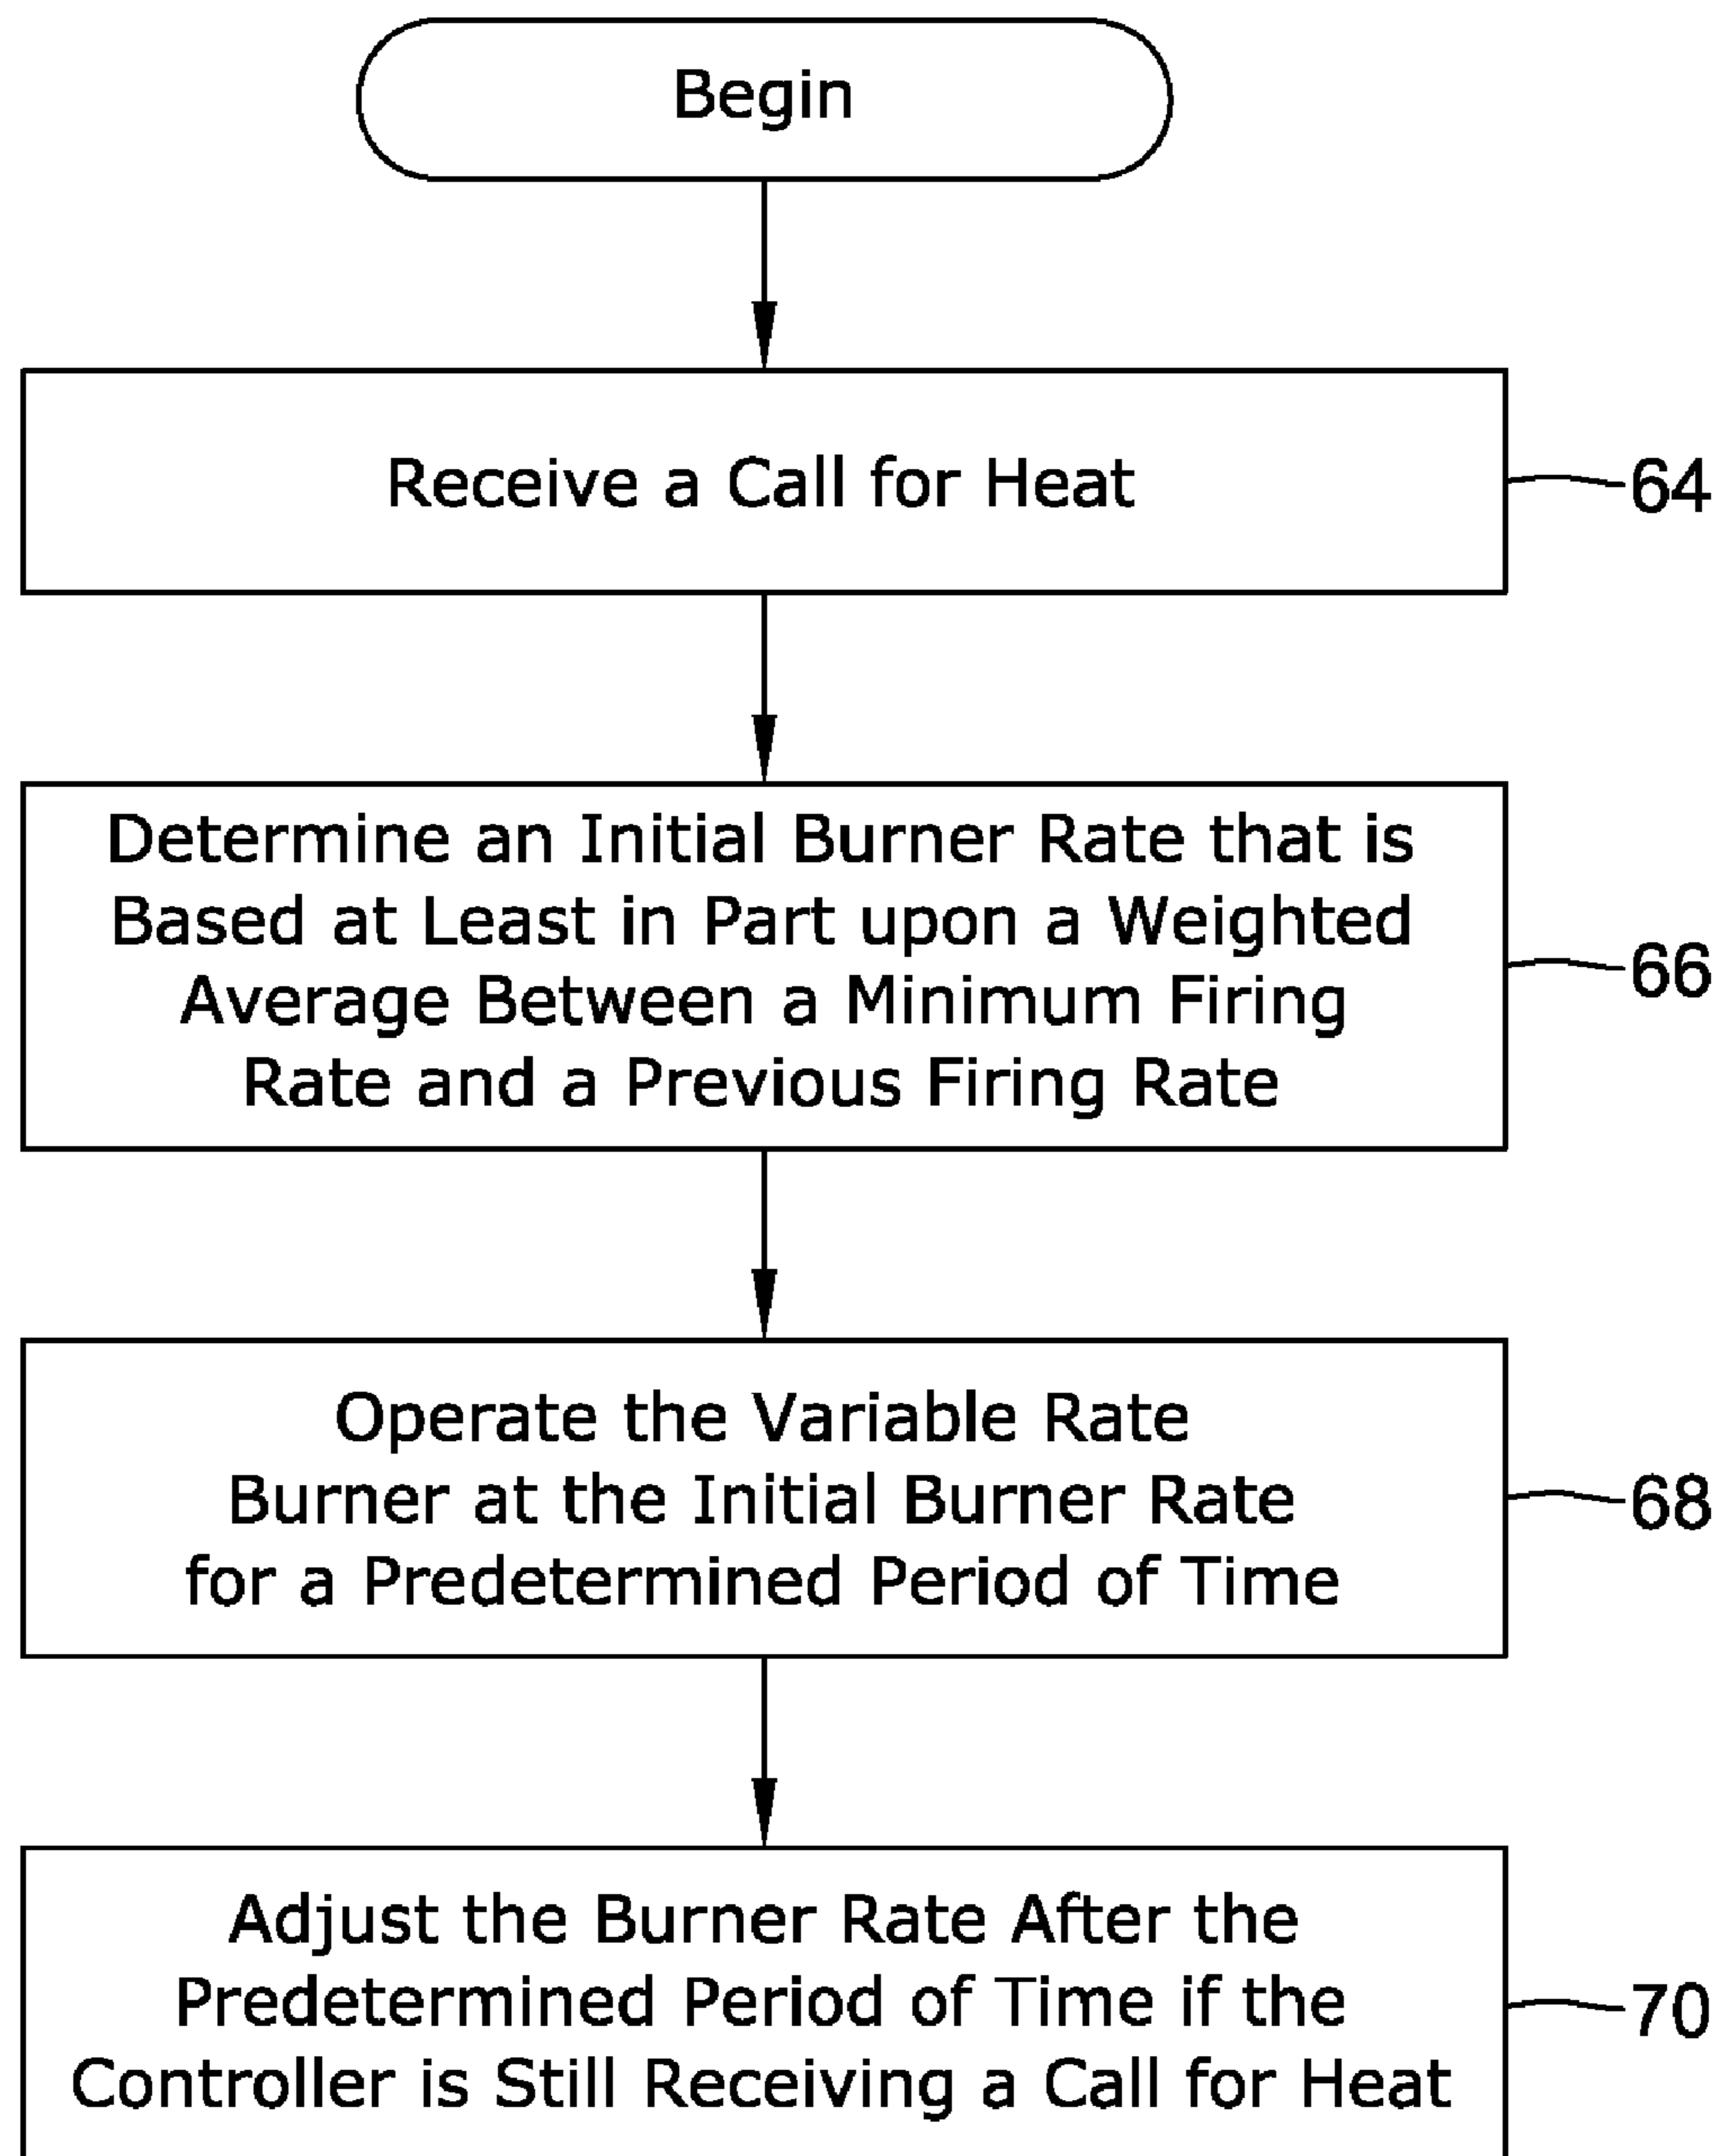 Begin
Receive a Call for Heat
64
Determine an Initial Burner Rate that is
Based at Least in Part upon a Weighted
Average Between a Minimum Firing
Rate and a Previous Firing Rate
66
Operate the Variable Rate
Burner at the Initial Burner Rate
for a Predetermined Period of Time
68
Adjust the Burner Rate After the
Predetermined Period of Time if the
Controller is Still Receiving a Call for Heat
70